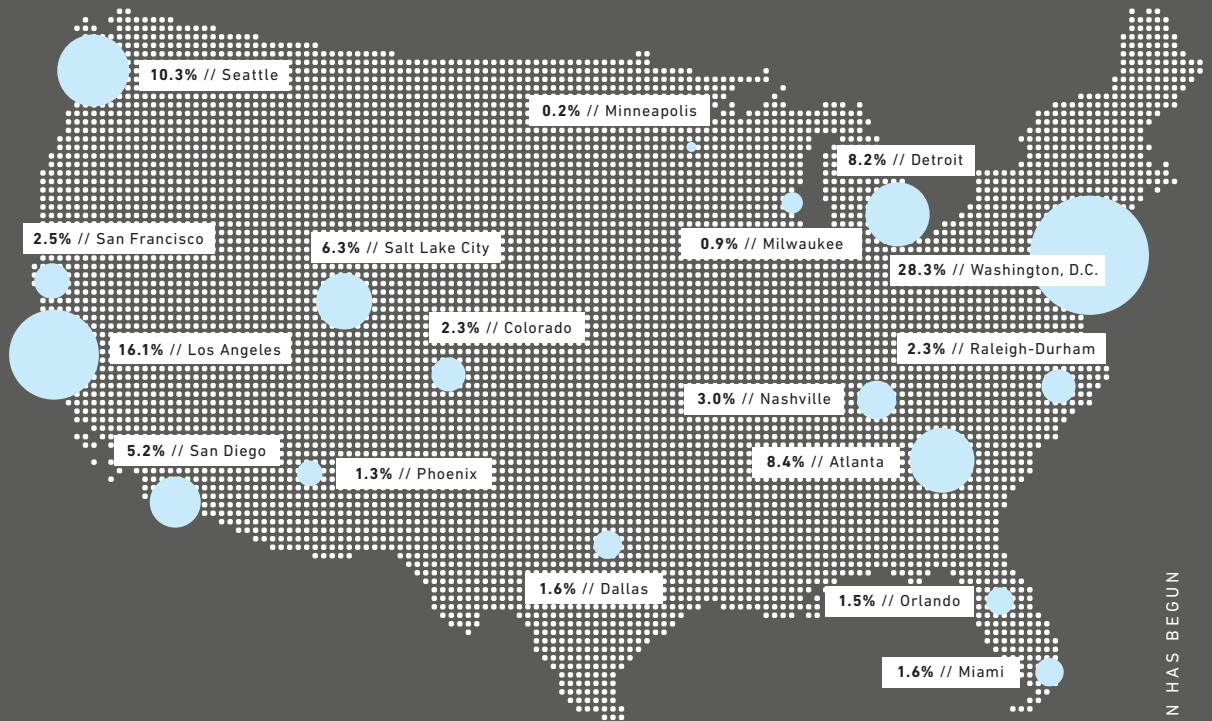 10.3% // Seattle
0.2% // Minneapolis
8.2% // Detroit
2.5% // San Francisco
6.3% // Salt Lake City
0.9% // Milwaukee
28.3% // Washington, D.C.
2.3% // Colorado
16.1% // Los Angeles
2.3% // Raleigh-Durham
3.0% // Nashville
5.2% // San Diego
1.3% // Phoenix
8.4% // Atlanta
1.6% // Dallas
1.5% // Orlando
1.6% // Miami
N HAS BEGUN